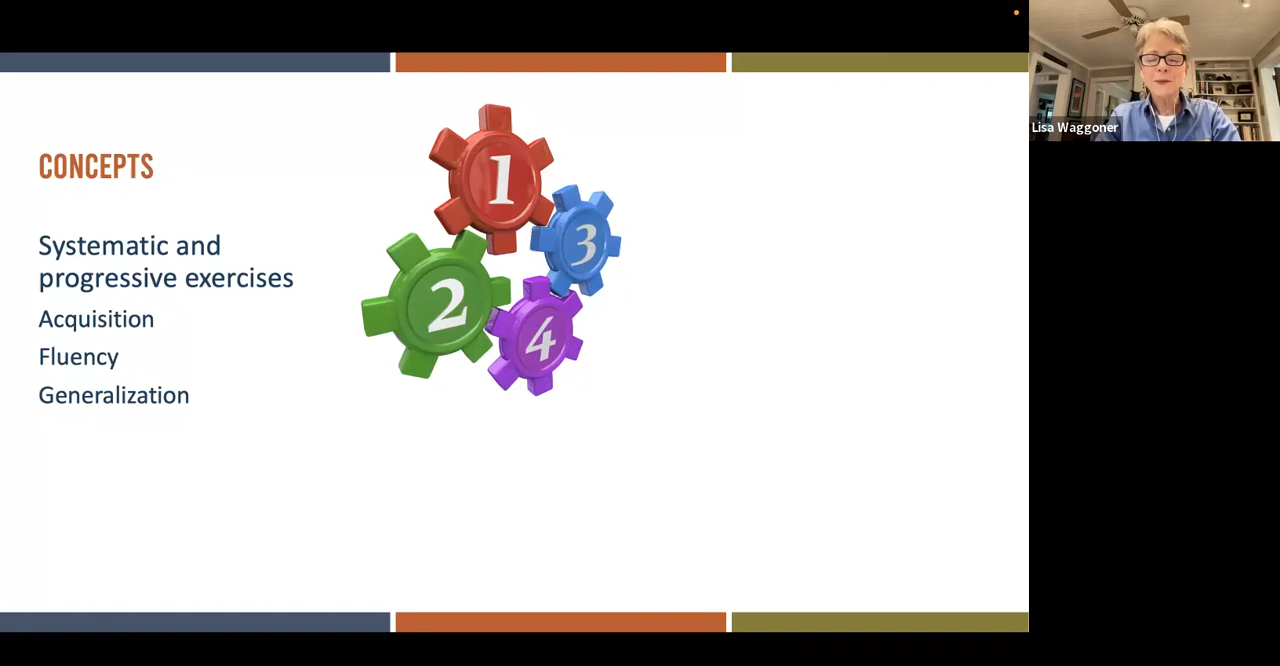 Lisa Waggoner
CONCEPTS
Systematic and
progressive exercises
Acquisition
Fluency
Generalization
1
3
2
4